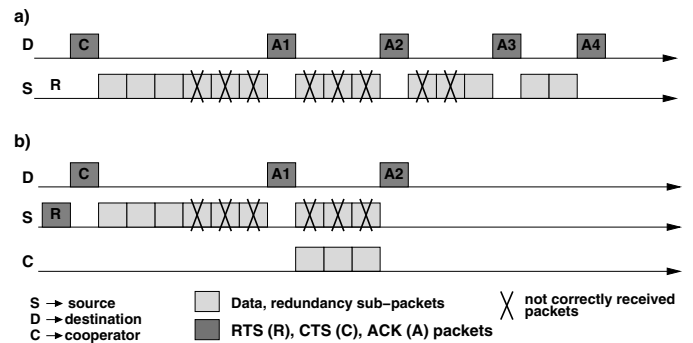 a)
D C A1 A2 A3 A4
S R
b)
D C A1 A2
S R
C
S → source
D → destination
C → cooperator
Data, redundancy sub−packets
RTS (R), CTS (C), ACK (A) packets
not correctly received
packets